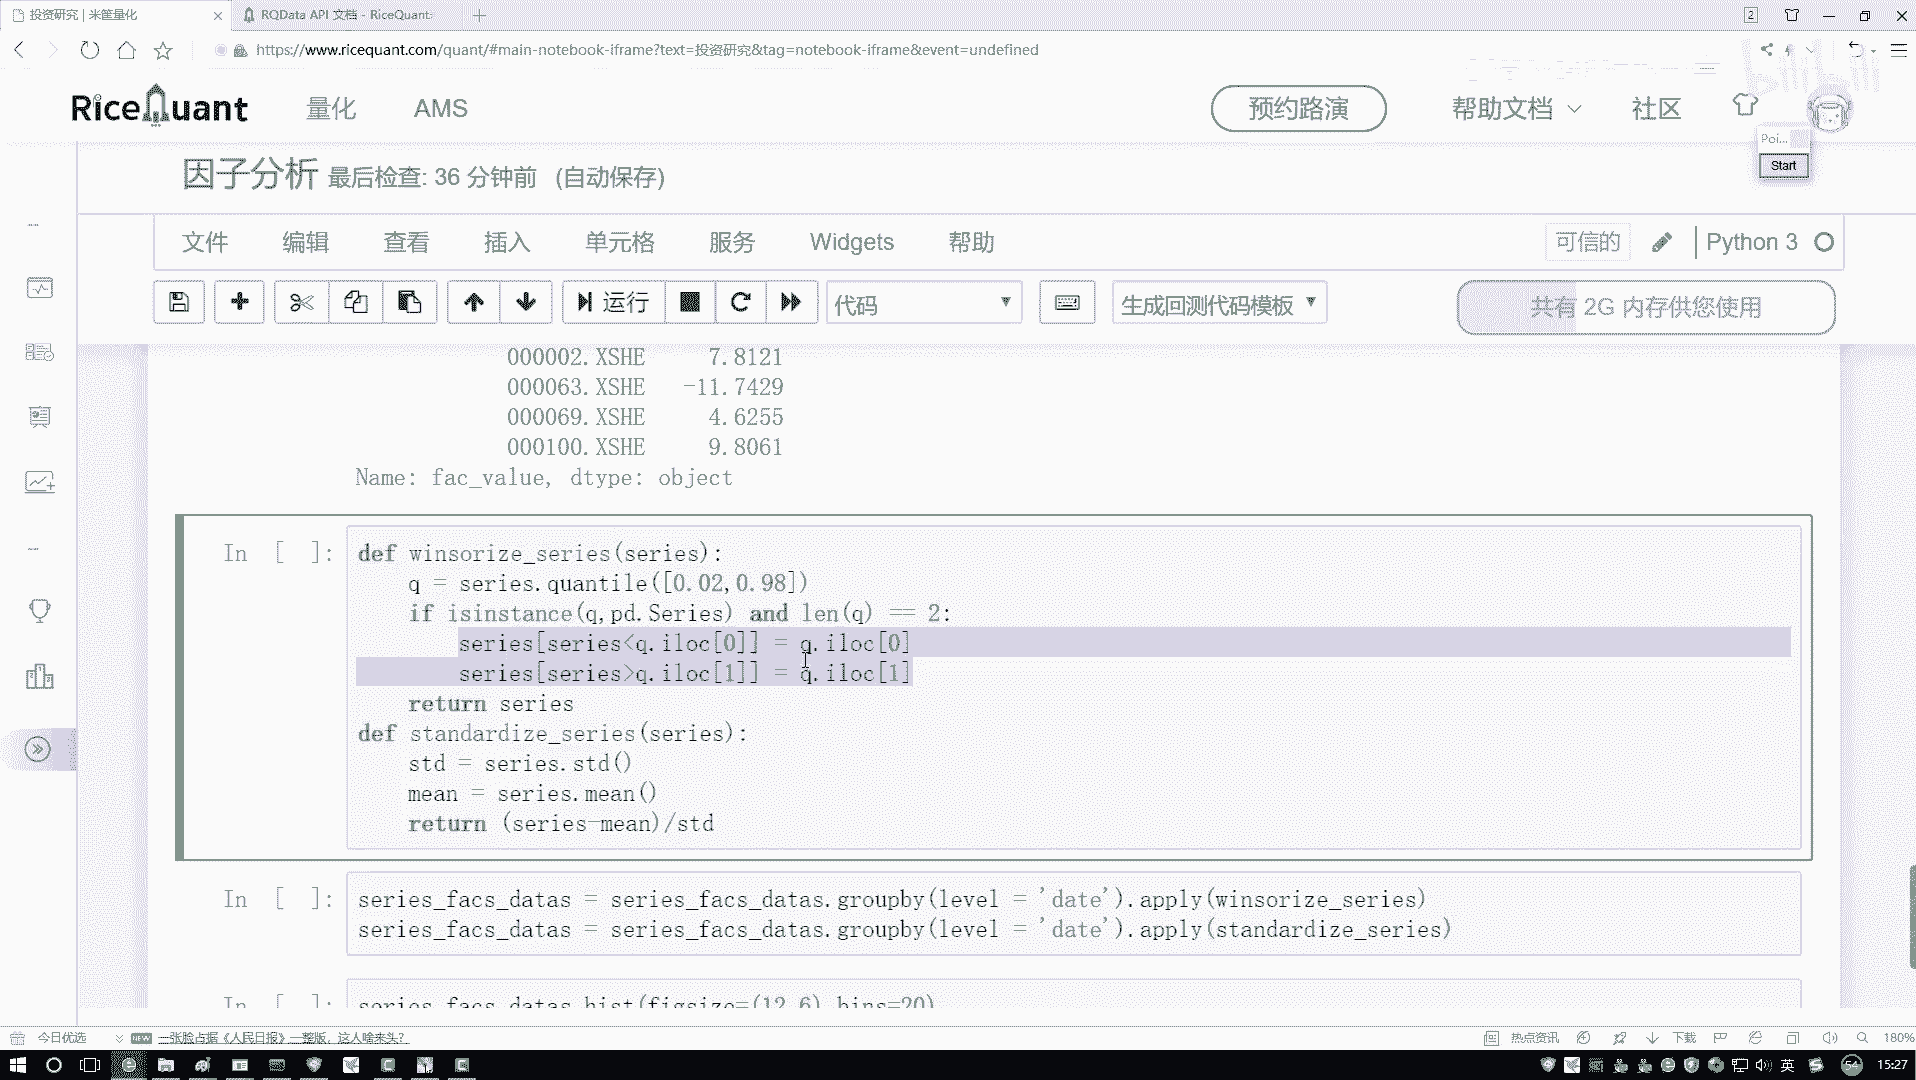 投资研究 | 米筐量化
RQData API 文档 - RiceQuant
2
https://www.ricequant.com/quant/#main-notebook-iframe?text=投资研究&tag=notebook-iframe&event=undefined
bilibili
RiceQuant
量化
AMS
预约路演
帮助文档
社区
Poi...
Start
因子分析 最后检查: 36 分钟前 (自动保存)
文件 编辑 查看 插入 单元格 服务 Widgets 帮助
可信的
Python 3
运行
代码
生成回测代码模板
共有 2G 内存供您使用
000002.XSHE 7.8121
000063.XSHE -11.7429
000069.XSHE 4.6255
000100.XSHE 9.8061
Name: fac_value, dtype: object
In [ ]:
def winsorize_series(series):
q = series.quantile([0.02,0.98])
if isinstance(q,pd.Series) and len(q) == 2:
series[series<q.iloc[0]] = q.iloc[0]
series[series>q.iloc[1]] = q.iloc[1]
return series
def standardize_series(series):
std = series.std()
mean = series.mean()
return (series-mean)/std
In [ ]:
series_facs_datas = series_facs_datas.groupby(level = 'date').apply(winsorize_series)
series_facs_datas = series_facs_datas.groupby(level = 'date').apply(standardize_series)
In [ ]:
series_facs_datas.hist(figsize=(12,6),bins=20)
今日优选
NEW
一张脸占据《人民日报》一整版，这人啥来头？
热点资讯
下载
180%
英
54
15:27